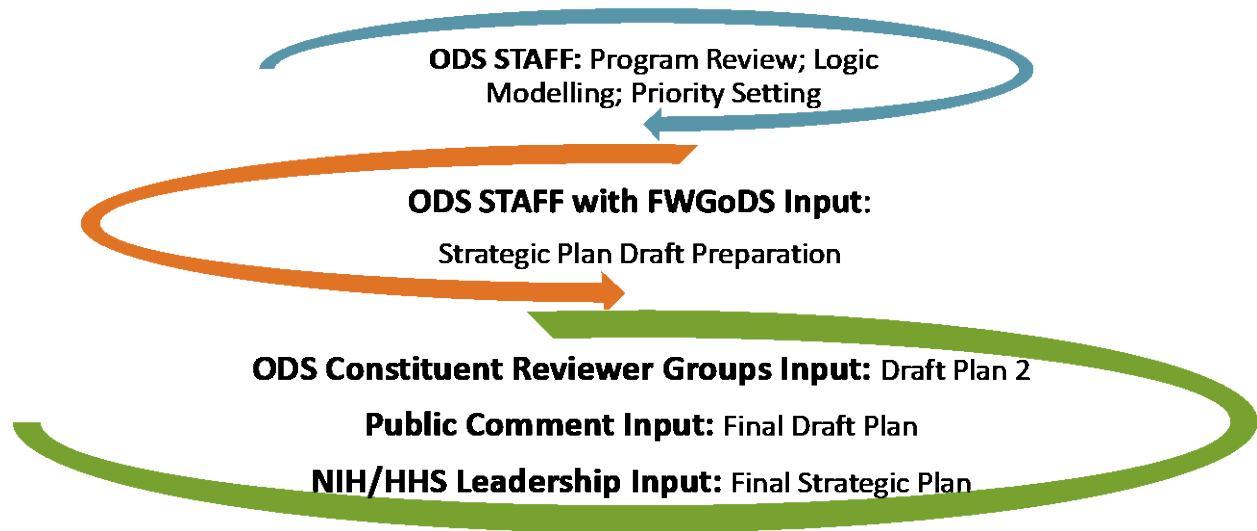 ODS STAFF: Program Review; Logic
Modelling; Priority Setting
ODS STAFF with FWGoDS Input:
Strategic Plan Draft Preparation
ODS Constituent Reviewer Groups Input: Draft Plan 2
Public Comment Input: Final Draft Plan
NIH/HHS Leadership Input: Final Strategic Plan